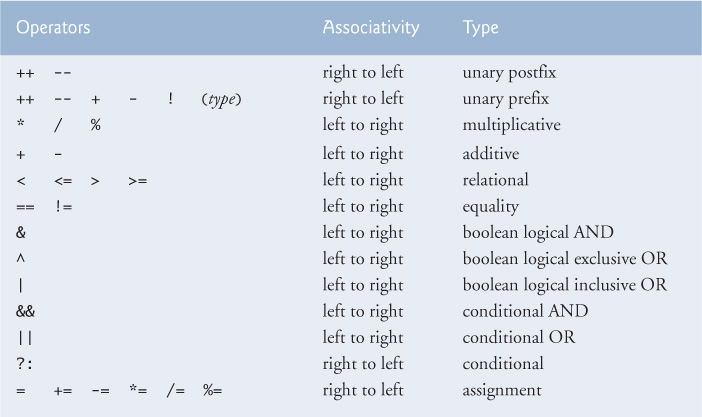 Operators Associativity Type
++ -- right to left unary postfix
++ -- + - ! (type) right to left unary prefix
* / % left to right multiplicative
+ - left to right additive
< <= > >= left to right relational
== != left to right equality
& left to right boolean logical AND
^ left to right boolean logical exclusive OR
| left to right boolean logical inclusive OR
&& left to right conditional AND
|| left to right conditional OR
?: right to left conditional
= += -= *= /= %= right to left assignment